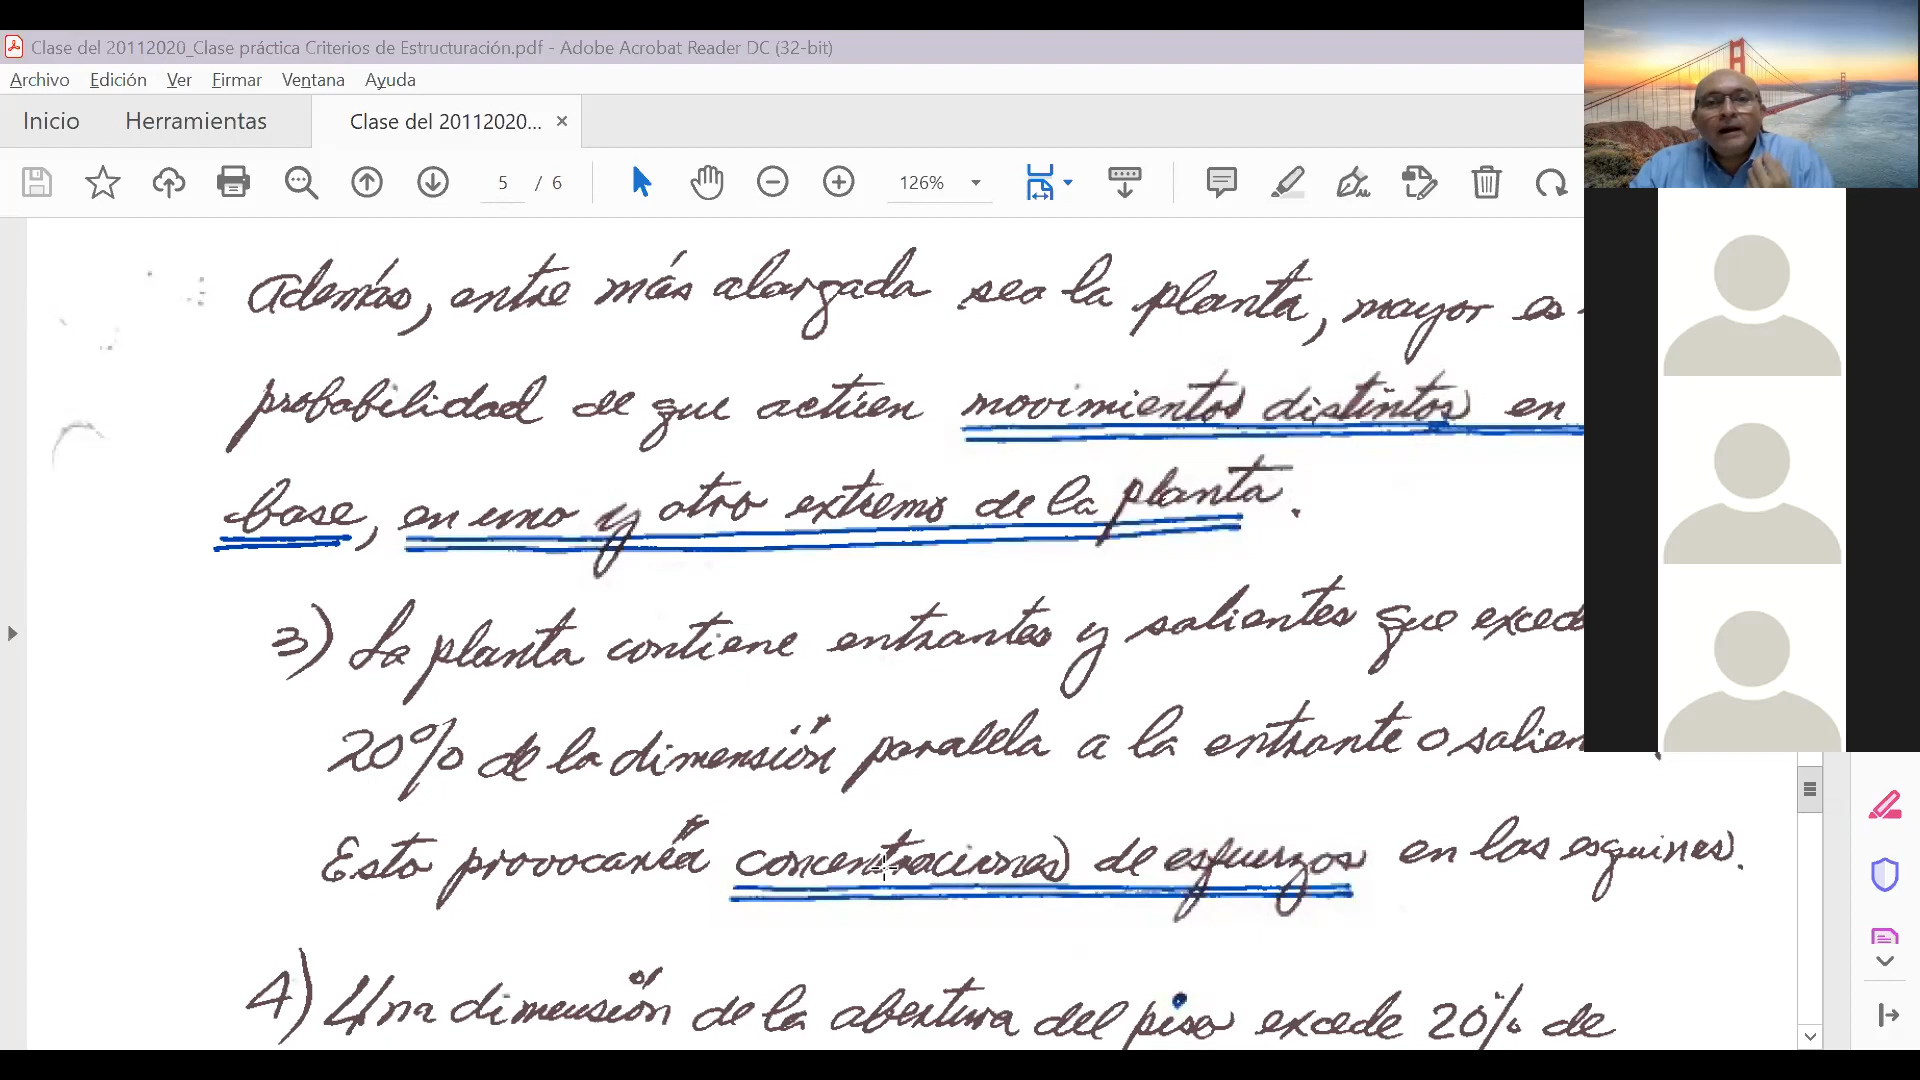 Clase del 20112020_Clase práctica Criterios de Estructuración.pdf - Adobe Acrobat Reader DC (32-bit)
Archivo Edición Ver Firmar Ventana Ayuda
Inicio Herramientas Clase del 20112020... ×
5 / 6 126%
Además, entre más alargada sea la planta, mayor es
probabilidad de que actúen movimientos distintos en
base, en uno y otro extremo de la planta.
3) La planta contiene entrantes y salientes que
20% de la dimensión paralela a la entrante o
Esto provocaría concentraciones de esfuerzos en las esquinas.
4) Una dimensión de la abertura del piso excede 20% de